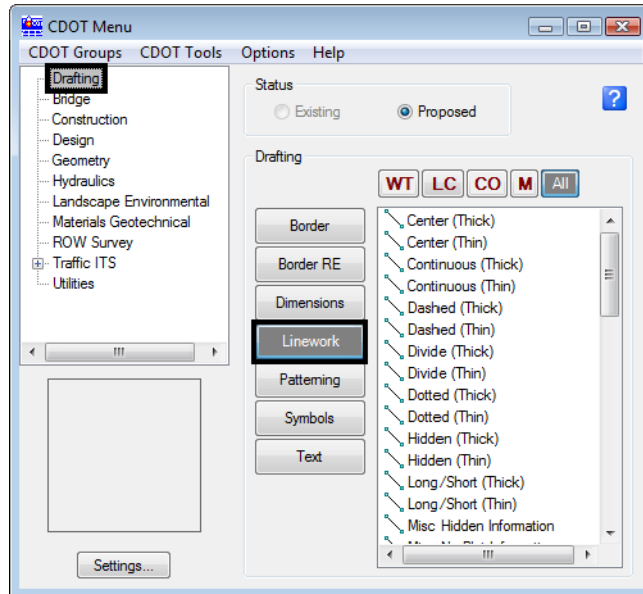 CDOT Menu
CDOT Groups CDOT Tools Options Help
Drafting
Bridge
Construction
Design
Geometry
Hydraulics
Landscape Environmental
Materials Geotechnical
ROW Survey
Traffic ITS
Utilities
Settings...
Status
Existing Proposed
?
Drafting
WT LC CO M All
Border
Border RE
Dimensions
Linework
Patterning
Symbols
Text
Center (Thick)
Center (Thin)
Continuous (Thick)
Continuous (Thin)
Dashed (Thick)
Dashed (Thin)
Divide (Thick)
Divide (Thin)
Dotted (Thick)
Dotted (Thin)
Hidden (Thick)
Hidden (Thin)
Long/Short (Thick)
Long/Short (Thin)
Misc Hidden Information